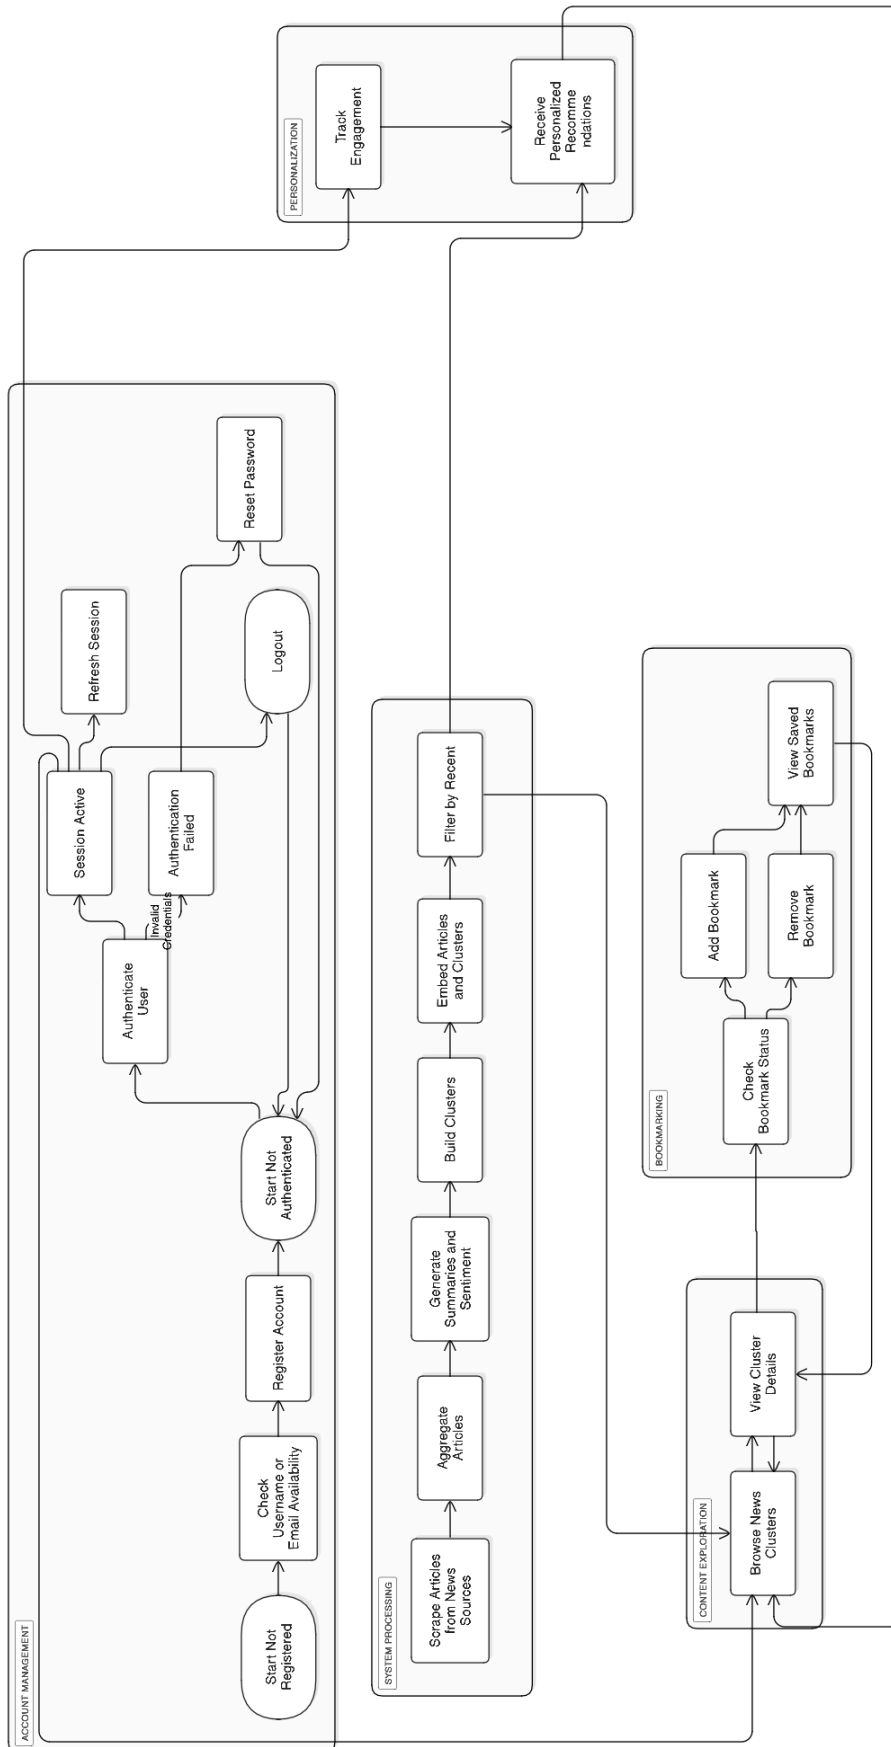 ACCOUNT MANAGEMENT
Start Not
Registered
Check
Username or
Email Availability
Register Account
Start Not
Authenticated
Authenticate
User
Invalid
Credentials
Session Active
Authentication
Failed
Refresh Session
Logout
Reset Password
SYSTEM PROCESSING
Scrape Articles
from News
Sources
Aggregate
Articles
Generate
Summaries and
Sentiment
Build Clusters
Embed Articles
and Clusters
Filter by Recent
PERSONALIZATION
Track
Engagement
Receive
Personalized
Recomme
ndations
CONTENT EXPLORATION
Browse News
Clusters
View Cluster
Details
BOOKMARKING
Check
Bookmark Status
Add Bookmark
Remove
Bookmark
View Saved
Bookmarks